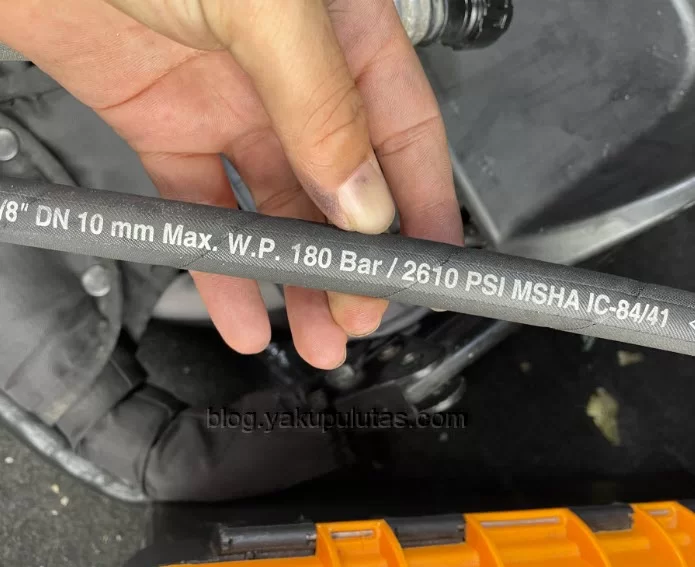 /8" DN 10 mm Max. W.P. 180 Bar / 2610 PSI MSHA IC-84/41
blog.yakupulutas.com